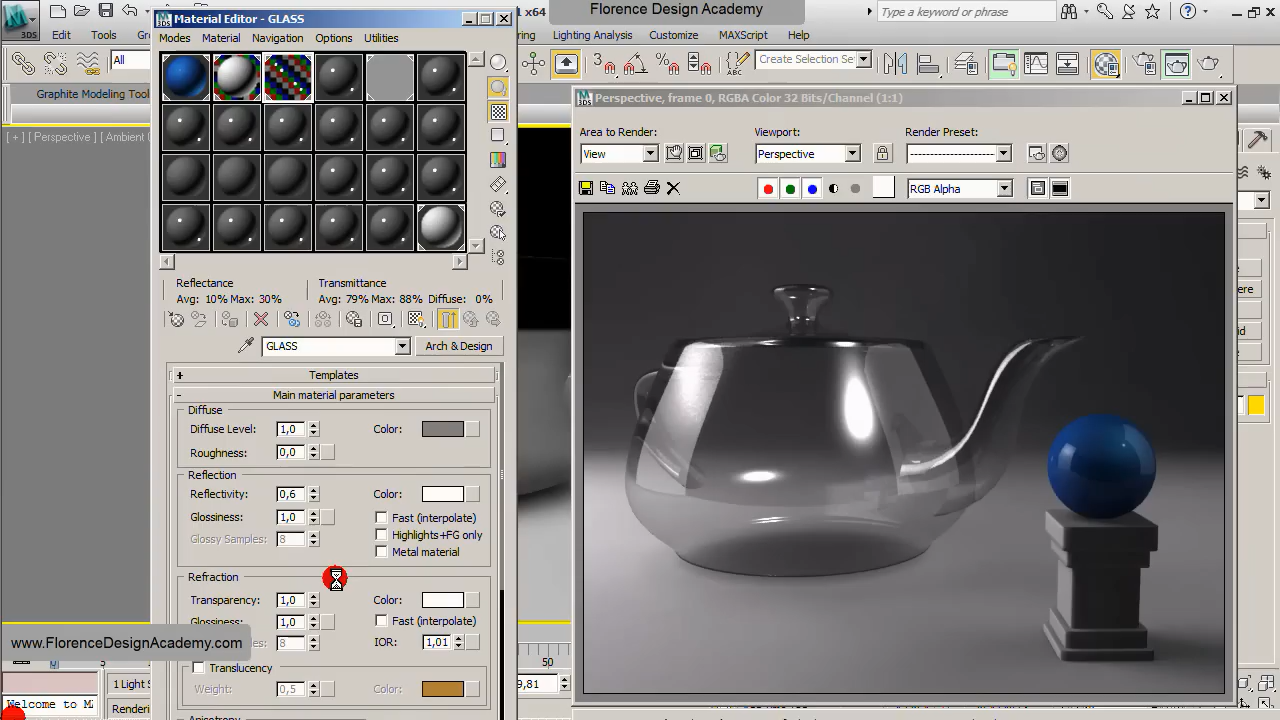 Material Editor - GLASS
x64
Florence Design Academy
Type a keyword or phrase
3DS
Edit
Tools
Modes
Material
Navigation
Options
Utilities
Lighting Analysis
Customize
MAXScript
Help
All
Create Selection Se
Graphite Modeling Too
Perspective, frame 0, RGBA Color 32 Bits/Channel (1:1)
[ + ] [ Perspective ] [ Ambient
Area to Render:
Viewport:
Render Preset:
View
Perspective
RGB Alpha
Reflectance
Transmittance
Avg: 10% Max: 30%
Avg: 79% Max: 88% Diffuse: 0%
GLASS
Arch & Design
+ Templates
- Main material parameters
Diffuse
Diffuse Level: 1,0
Color:
Roughness: 0,0
Reflection
Reflectivity: 0,6
Color:
Glossiness: 1,0
Fast (interpolate)
Glossy Samples: 8
Highlights+FG only
Metal material
Refraction
Transparency: 1,0
Color:
Glossiness: 1,0
Fast (interpolate)
8
IOR: 1,01
Translucency
Weight: 0,5
Color:
www.FlorenceDesignAcademy.com
5
50
1 Light S
9,81
Welcome to M
Renderin